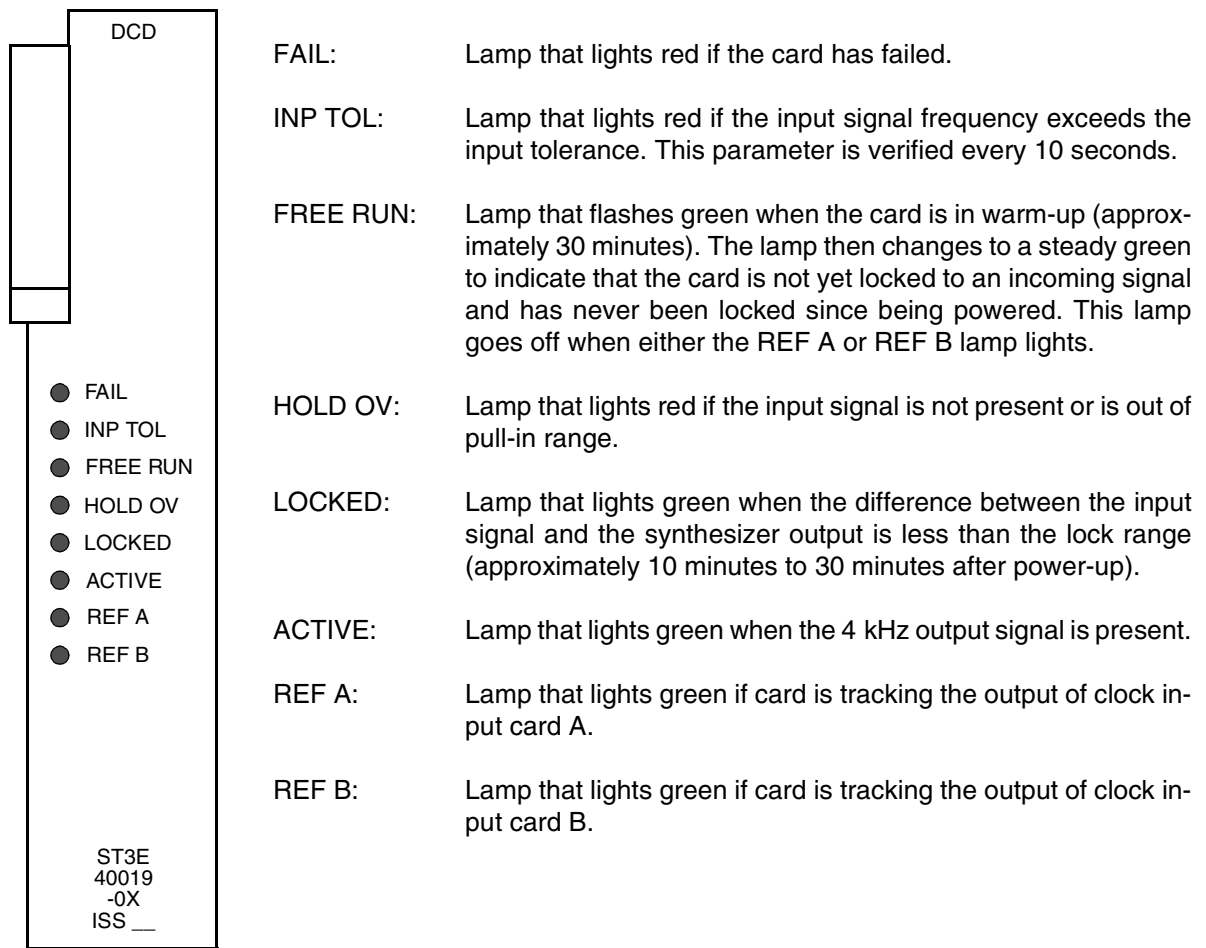 DCD
FAIL
INP TOL
FREE RUN
HOLD OV
LOCKED
ACTIVE
REF A
REF B
ST3E
40019
-0X
ISS __
FAIL: Lamp that lights red if the card has failed.
INP TOL: Lamp that lights red if the input signal frequency exceeds the
input tolerance. This parameter is verified every 10 seconds.
FREE RUN: Lamp that flashes green when the card is in warm-up (approx-
imately 30 minutes). The lamp then changes to a steady green
to indicate that the card is not yet locked to an incoming signal
and has never been locked since being powered. This lamp
goes off when either the REF A or REF B lamp lights.
HOLD OV: Lamp that lights red if the input signal is not present or is out of
pull-in range.
LOCKED: Lamp that lights green when the difference between the input
signal and the synthesizer output is less than the lock range
(approximately 10 minutes to 30 minutes after power-up).
ACTIVE: Lamp that lights green when the 4 kHz output signal is present.
REF A: Lamp that lights green if card is tracking the output of clock in-
put card A.
REF B: Lamp that lights green if card is tracking the output of clock in-
put card B.